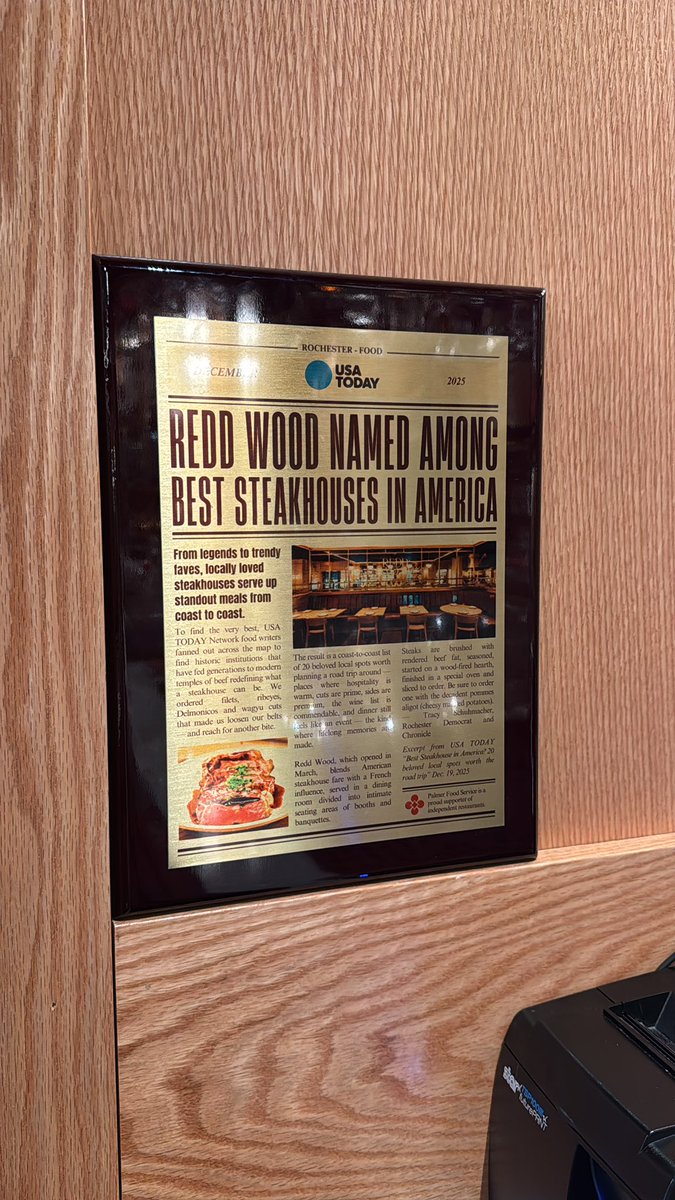 ROCHESTER - FOOD
DECEMBER
USA
TODAY
2025
REDD WOOD NAMED AMONG
BEST STEAKHOUSES IN AMERICA
From legends to trendy
faves, locally loved
steakhouses serve up
standout meals from
coast to coast.
To find the very best, USA
TODAY Network food writers
fanned out across the map to
find historic institutions that
have fed generations to modern
temples of beef redefining what
a steakhouse can be. We
ordered filets, ribeyes,
Delmonicos and wagyu cuts
that made us loosen our belts
— and reach for another bite.
The result is a coast-to-coast list
of 20 beloved local spots worth
planning a road trip around —
places where hospitality is
warm, cuts are prime, sides are
premium, the wine list is
commendable, and dinner still
feels like an event — the kind
where lifelong memories are
made.
Redd Wood, which opened in
March, blends American
steakhouse fare with a French
influence, served in a dining
room divided into intimate
seating areas of booths and
banquettes.
Steaks are brushed with
rendered beef fat, seasoned,
started on a wood-fired hearth,
finished in a special oven and
sliced to order. Be sure to order
one with the decadent pommes
aligot (cheesy mashed potatoes).
— Tracy Schuhmacher,
Rochester Democrat and
Chronicle
Excerpt from USA TODAY
"Best Steakhouse in America? 20
beloved local spots worth the
road trip" Dec. 19, 2025
Palmer Food Service is a
proud supporter of
independent restaurants.
star
futurePRNT